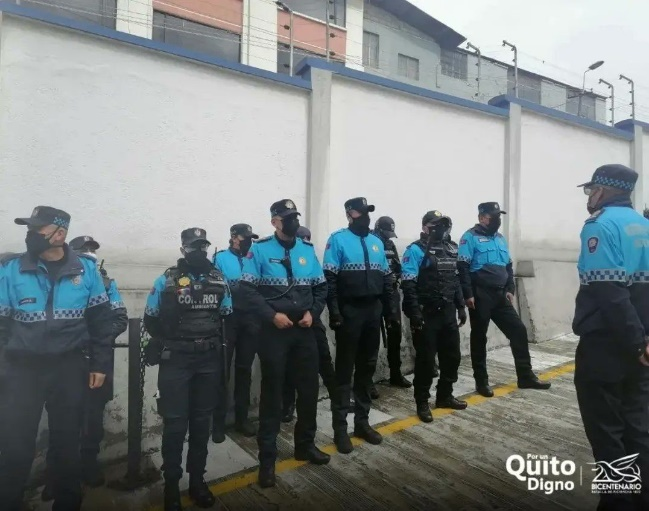 CONTROL
Por un
Quito
Digno
BICENTENARIO